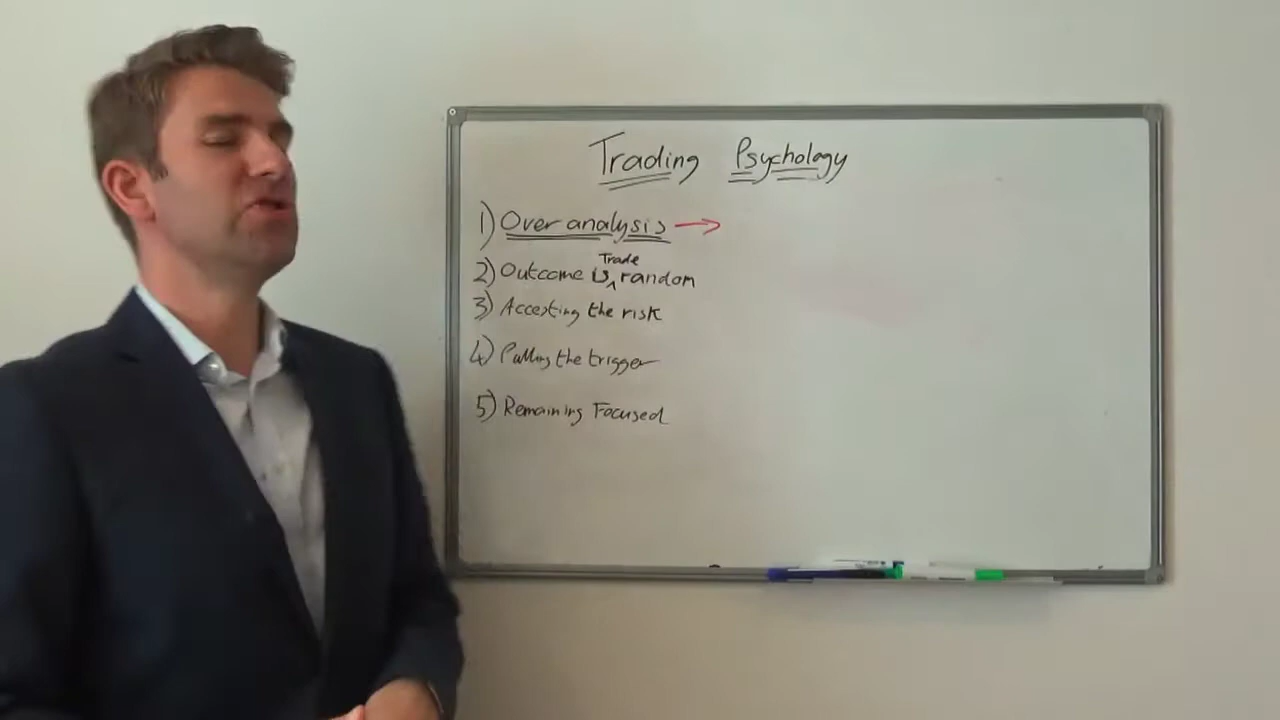 Trading Psychology
1) Over analysis →
2) Outcome is Trade random
3) Accepting the risk
4) Pulling the trigger
5) Remaining Focused